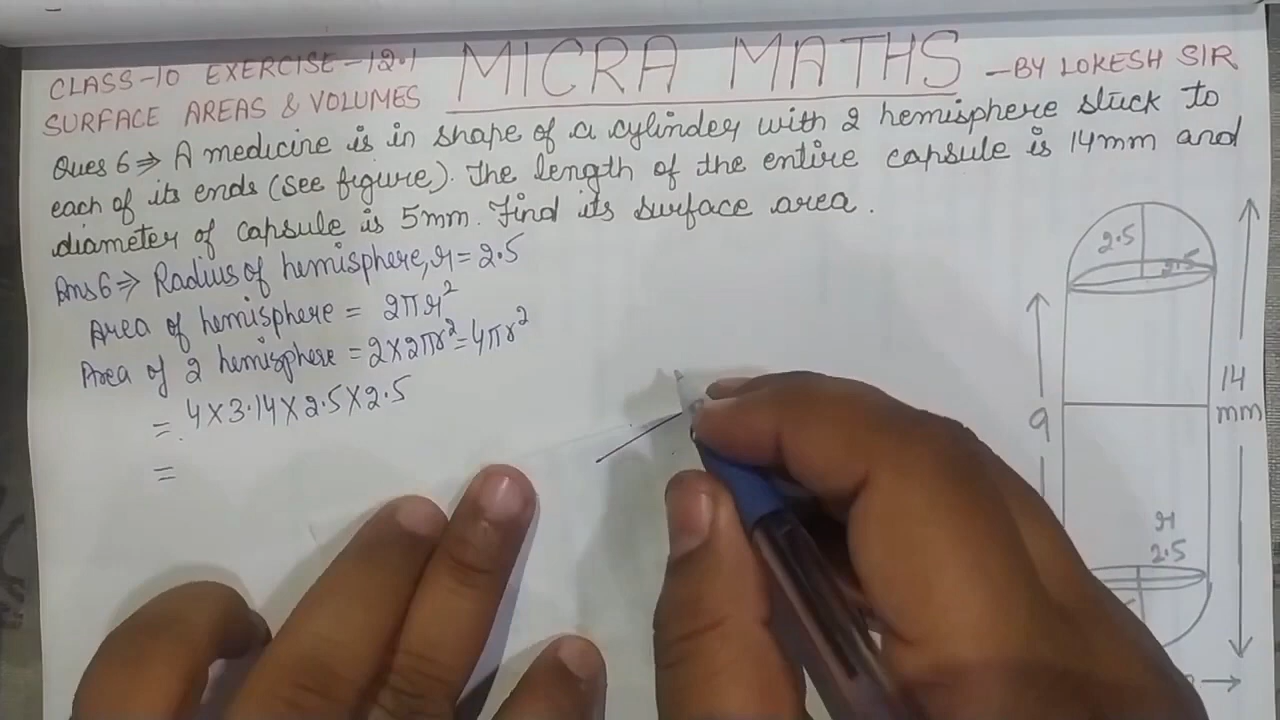 CLASS-10 EXERCISE-12.1 MICRA MATHS -BY LOKESH SIR
SURFACE AREAS & VOLUMES
Ques 6 ⇒ A medicine is in shape of a cylinder with 2 hemisphere stuck to
each of its ends (see figure). The length of the entire capsule is 14mm and
diameter of capsule is 5mm. Find its surface area.
Ans 6 ⇒ Radius of hemisphere, r = 2.5
Area of hemisphere = 2πr²
Area of 2 hemisphere = 2×2πr² = 4πr²
= 4×3.14×2.5×2.5
=
2.5
2.5
14
mm
9
r
2.5